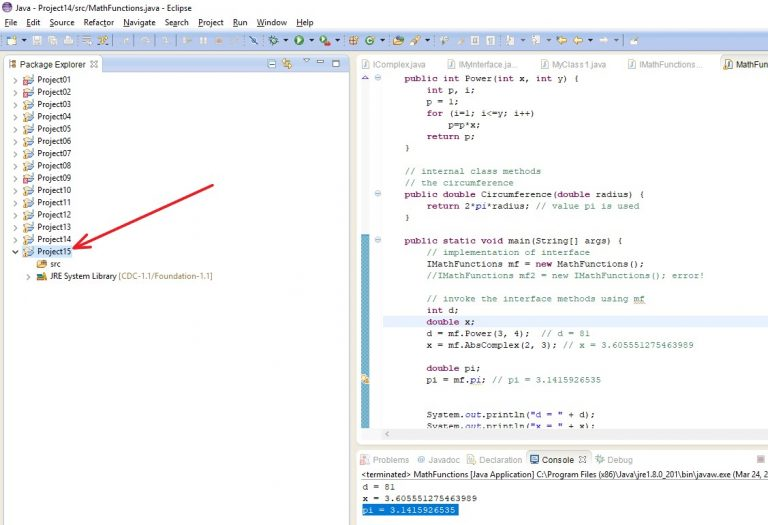 Java - Project14/src/MathFunctions.java - Eclipse
File Edit Source Refactor Navigate Search Project Run Window Help
Package Explorer
Project01
Project02
Project03
Project04
Project05
Project06
Project07
Project08
Project09
Project10
Project11
Project12
Project13
Project14
Project15
src
JRE System Library [CDC-1.1/Foundation-1.1]
IComplex.java IMyInterface.ja... MyClass1.java IMathFunctions... MathFun
public int Power(int x, int y) {
int p, i;
p = 1;
for (i=1; i<=y; i++)
p=p*x;
return p;
}
// internal class methods
// the circumference
public double Circumference(double radius) {
return 2*pi*radius; // value pi is used
}
public static void main(String[] args) {
// implementation of interface
IMathFunctions mf = new MathFunctions();
//IMathFunctions mf2 = new IMathFunctions(); error!
// invoke the interface methods using mf
int d;
double x;
d = mf.Power(3, 4); // d = 81
x = mf.AbsComplex(2, 3); // x = 3.605551275463989
double pi;
pi = mf.pi; // pi = 3.1415926535
System.out.println("d = " + d);
System.out.println("x = " + x);
Problems Javadoc Declaration Console Debug
<terminated> MathFunctions [Java Application] C:\Program Files (x86)\Java\jre1.8.0_201\bin\javaw.exe (Mar 24, 2
d = 81
x = 3.605551275463989
pi = 3.1415926535